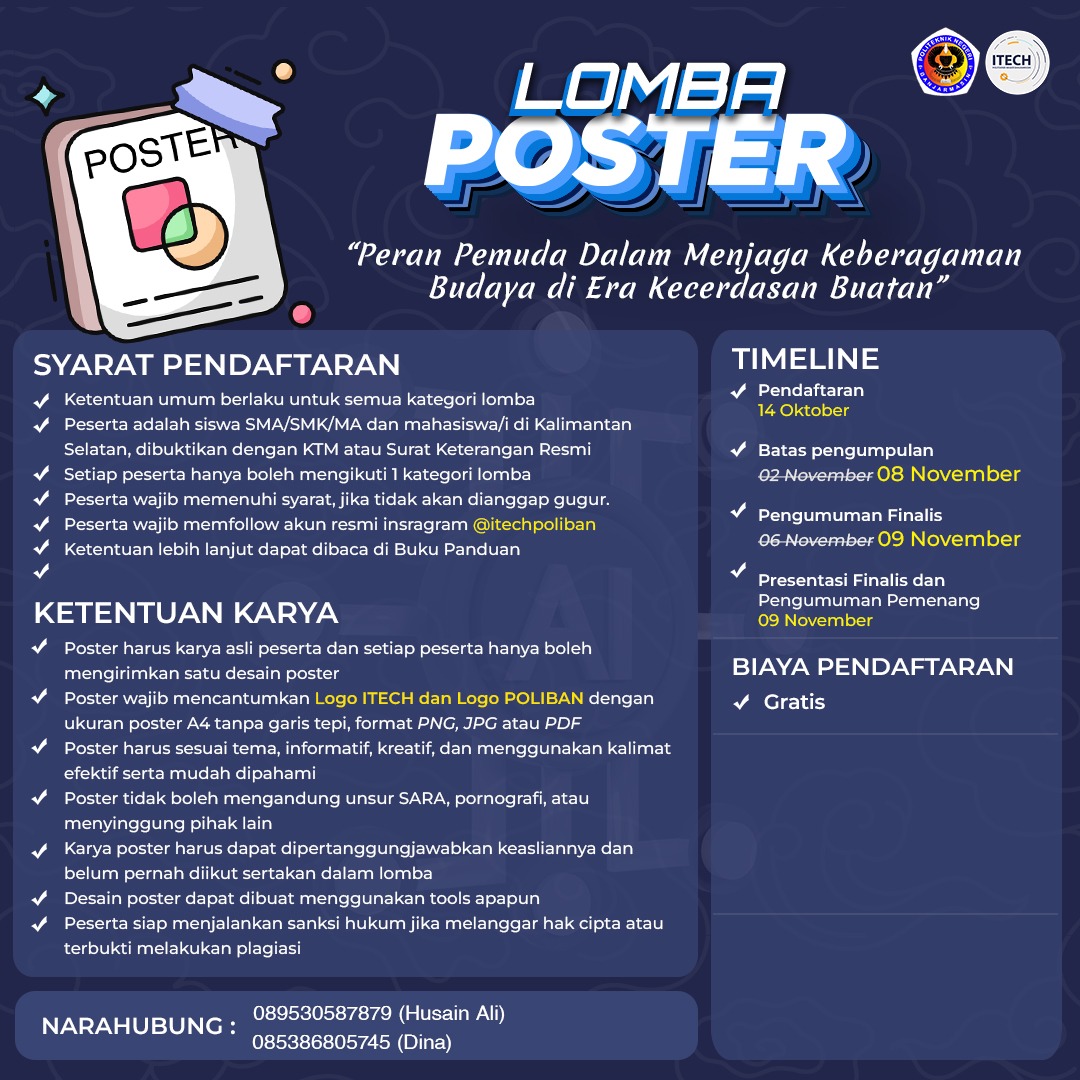 POSTER
LOMBA
POSTER
POLITEKNIK NEGERI
BANJARMASIN
ITECH
“Peran Pemuda Dalam Menjaga Keberagaman
Budaya di Era Kecerdasan Buatan”
SYARAT PENDAFTARAN
Ketentuan umum berlaku untuk semua kategori lomba
Peserta adalah siswa SMA/SMK/MA dan mahasiswa/i di Kalimantan
Selatan, dibuktikan dengan KTM atau Surat Keterangan Resmi
Setiap peserta hanya boleh mengikuti 1 kategori lomba
Peserta wajib memenuhi syarat, jika tidak akan dianggap gugur.
Peserta wajib memfollow akun resmi insragram @itechpoliban
Ketentuan lebih lanjut dapat dibaca di Buku Panduan
KETENTUAN KARYA
Poster harus karya asli peserta dan setiap peserta hanya boleh
mengirimkan satu desain poster
Poster wajib mencantumkan Logo ITECH dan Logo POLIBAN dengan
ukuran poster A4 tanpa garis tepi, format PNG, JPG atau PDF
Poster harus sesuai tema, informatif, kreatif, dan menggunakan kalimat
efektif serta mudah dipahami
Poster tidak boleh mengandung unsur SARA, pornografi, atau
menyinggung pihak lain
Karya poster harus dapat dipertanggungjawabkan keasliannya dan
belum pernah diikut sertakan dalam lomba
Desain poster dapat dibuat menggunakan tools apapun
Peserta siap menjalankan sanksi hukum jika melanggar hak cipta atau
terbukti melakukan plagiasi
NARAHUBUNG :
089530587879 (Husain Ali)
085386805745 (Dina)
TIMELINE
Pendaftaran
14 Oktober
Batas pengumpulan
02 November 08 November
Pengumuman Finalis
06 November 09 November
Presentasi Finalis dan
Pengumuman Pemenang
09 November
BIAYA PENDAFTARAN
Gratis
AI